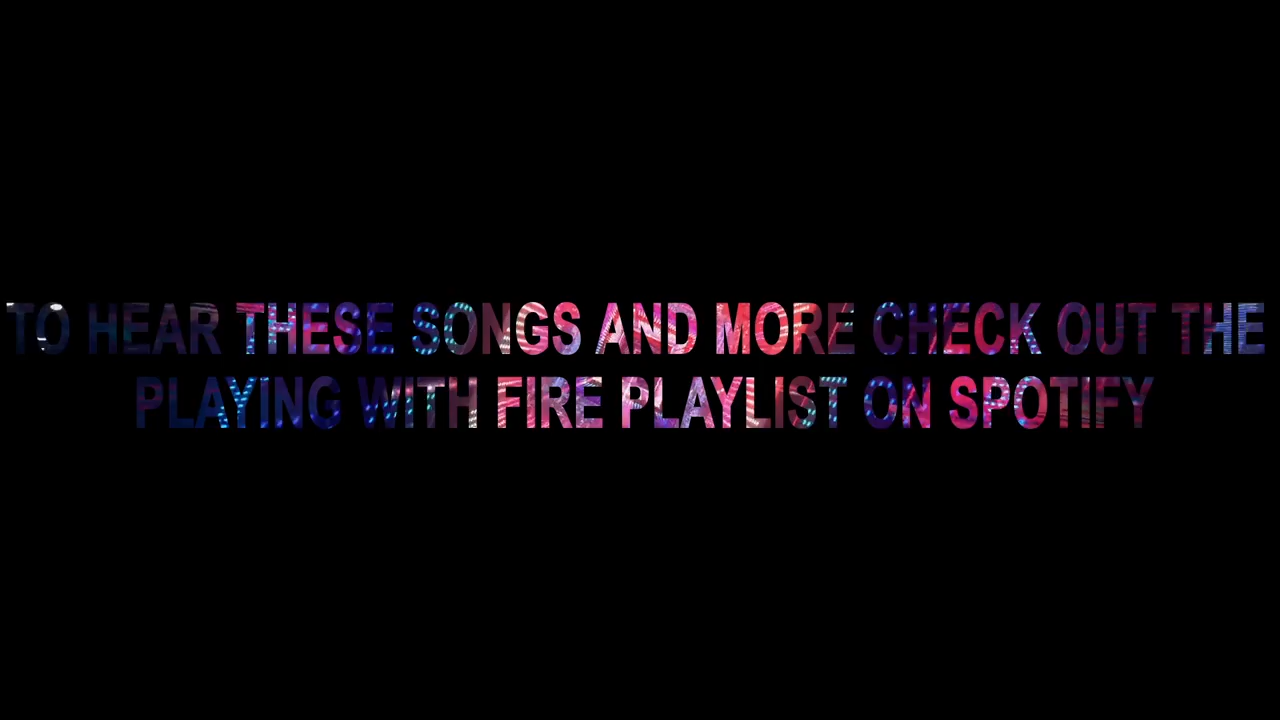 TO HEAR THESE SONGS AND MORE CHECK OUT THE
PLAYING WITH FIRE PLAYLIST ON SPOTIFY